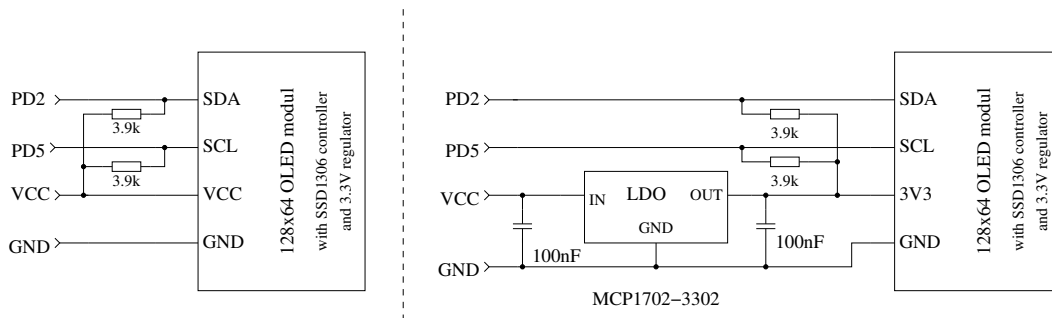 PD2
SDA
3.9k
PD5
SCL
3.9k
VCC
VCC
GND
GND
128x64 OLED modul
with SSD1306 controller
and 3.3V regulator
PD2
SDA
3.9k
PD5
SCL
3.9k
VCC
IN
LDO
OUT
GND
3V3
100nF
100nF
GND
GND
MCP1702-3302
128x64 OLED modul
with SSD1306 controller
and 3.3V regulator